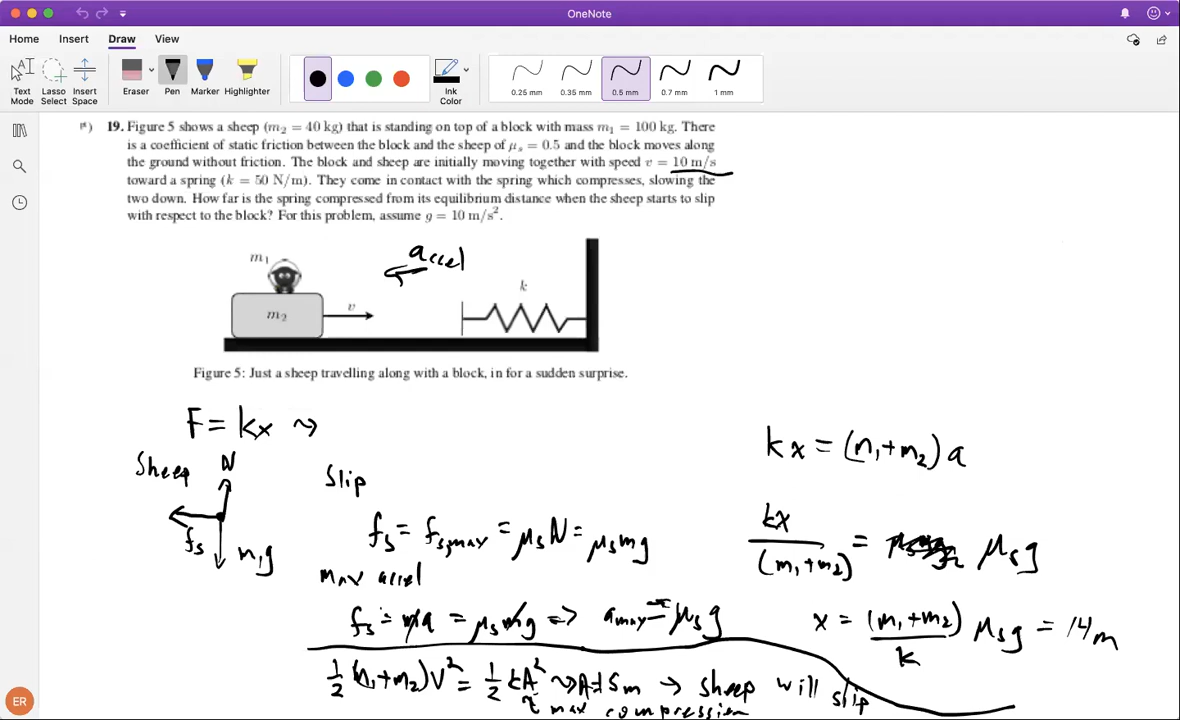 OneNote
Home Insert Draw View
Text Mode
Lasso Select
Insert Space
Eraser
Pen
Marker
Highlighter
Ink Color
0.25 mm
0.35 mm
0.5 mm
0.7 mm
1 mm
19. Figure 5 shows a sheep (m₂ = 40 kg) that is standing on top of a block with mass m₁ = 100 kg. There
is a coefficient of static friction between the block and the sheep of μₛ = 0.5 and the block moves along
the ground without friction. The block and sheep are initially moving together with speed v = 10 m/s
toward a spring (k = 50 N/m). They come in contact with the spring which compresses, slowing the
two down. How far is the spring compressed from its equilibrium distance when the sheep starts to slip
with respect to the block? For this problem, assume g = 10 m/s².
accel
m₁
k
v
m₂
Figure 5: Just a sheep travelling along with a block, in for a sudden surprise.
F = kx ⇝
kx = (m₁+m₂) a
Sheep N
Slip
fs = fs,max = μsN = μsmg
fs
m₁g
kx/(m₁+m₂) = μsg
max accel
fs = ma = μsmg => amax = μsg
x = (m₁+m₂)/k μsg = 14m
½(m₁+m₂)V² = ½kA² ⇝ → sheep will slip
max compression
ER